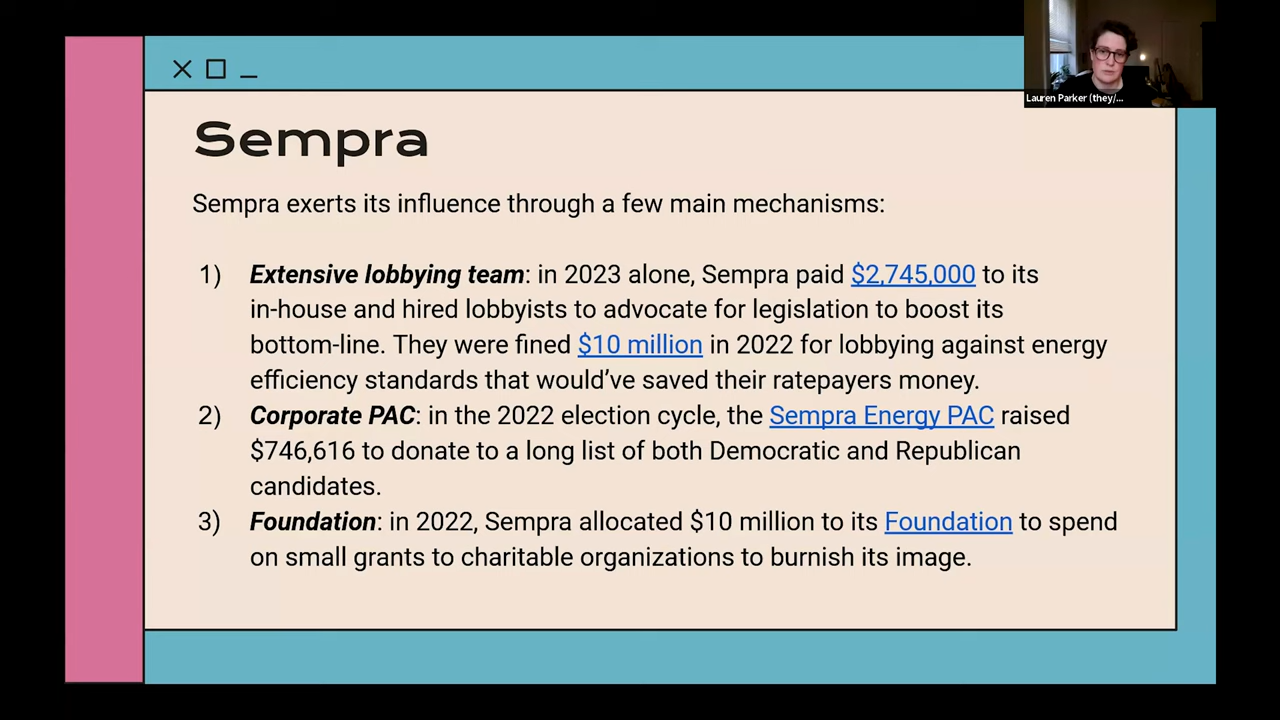 Lauren Parker (they/...
Sempra
Sempra exerts its influence through a few main mechanisms:
1) Extensive lobbying team: in 2023 alone, Sempra paid $2,745,000 to its
in-house and hired lobbyists to advocate for legislation to boost its
bottom-line. They were fined $10 million in 2022 for lobbying against energy
efficiency standards that would’ve saved their ratepayers money.
2) Corporate PAC: in the 2022 election cycle, the Sempra Energy PAC raised
$746,616 to donate to a long list of both Democratic and Republican
candidates.
3) Foundation: in 2022, Sempra allocated $10 million to its Foundation to spend
on small grants to charitable organizations to burnish its image.